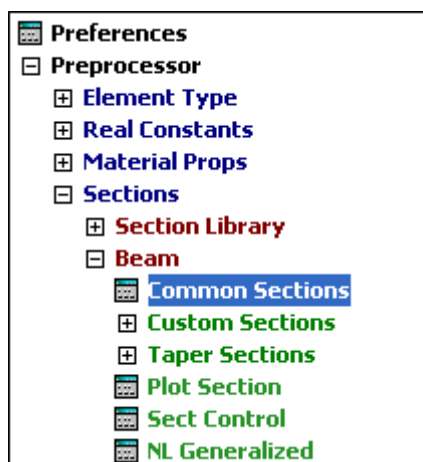 Preferences
Preprocessor
Element Type
Real Constants
Material Props
Sections
Section Library
Beam
Common Sections
Custom Sections
Taper Sections
Plot Section
Sect Control
NL Generalized